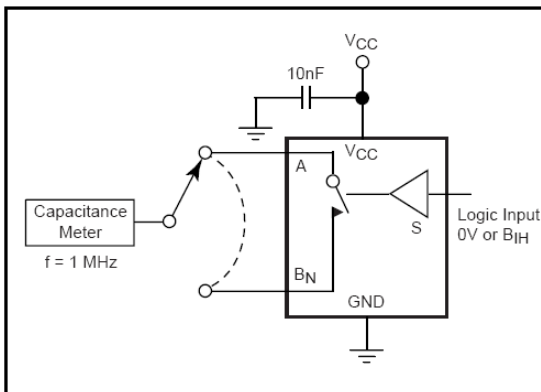 VCC
10nF
VCC
A
Capacitance
Meter
f = 1 MHz
S
Logic Input
0V or BIH
BN
GND